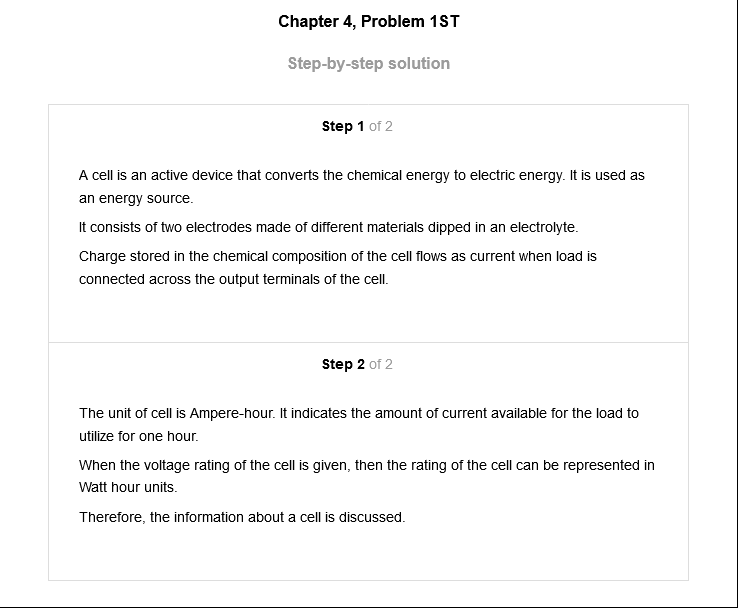 Chapter 4, Problem 1ST
Step-by-step solution
Step 1 of 2
A cell is an active device that converts the chemical energy to electric energy. It is used as
an energy source.
It consists of two electrodes made of different materials dipped in an electrolyte.
Charge stored in the chemical composition of the cell flows as current when load is
connected across the output terminals of the cell.
Step 2 of 2
The unit of cell is Ampere-hour. It indicates the amount of current available for the load to
utilize for one hour.
When the voltage rating of the cell is given, then the rating of the cell can be represented in
Watt hour units.
Therefore, the information about a cell is discussed.